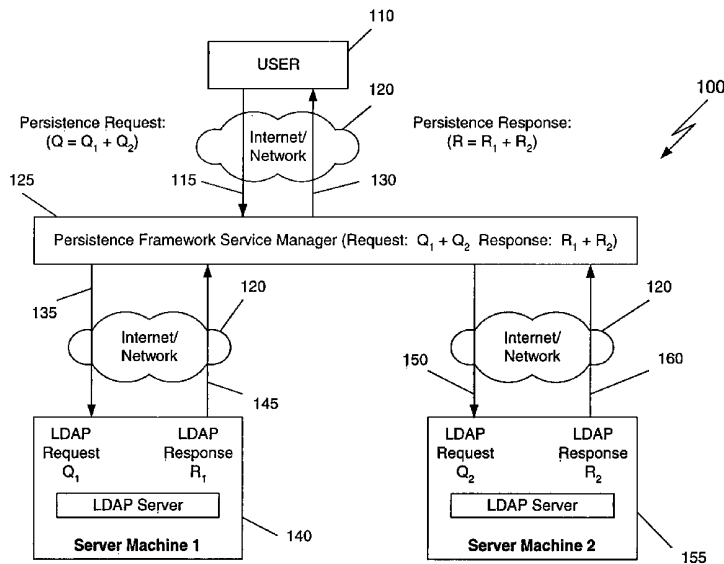 110
USER
120
100
Persistence Request:
(Q = Q₁ + Q₂)
Internet/
Network
Persistence Response:
(R = R₁ + R₂)
125
115
130
Persistence Framework Service Manager (Request: Q₁ + Q₂ Response: R₁ + R₂)
135
120
120
Internet/
Network
Internet/
Network
150
160
145
LDAP
Request
Q₁
LDAP
Response
R₁
LDAP
Request
Q₂
LDAP
Response
R₂
LDAP Server
LDAP Server
Server Machine 1
140
Server Machine 2
155